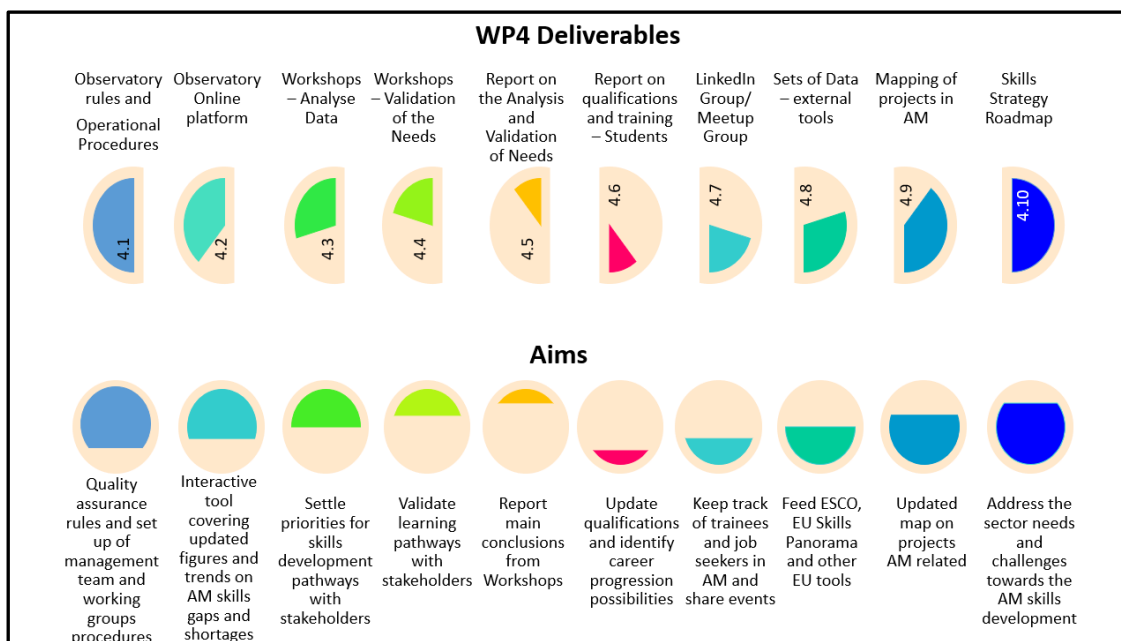 WP4 Deliverables
Observatory
rules and
Operational
Procedures
Observatory
Online
platform
Workshops
– Analyse
Data
Workshops
– Validation
of the
Needs
Report on
the Analysis
and
Validation
of Needs
Report on
qualifications
and training
– Students
LinkedIn
Group/
Meetup
Group
Sets of Data
– external
tools
Mapping of
projects in
AM
Skills
Strategy
Roadmap
4.1
4.2
4.3
4.4
4.5
4.6
4.7
4.8
4.9
4.10
Aims
Quality
assurance
rules and set
up of
management
team and
working
groups
procedures
Interactive
tool
covering
updated
figures and
trends on
AM skills
gaps and
shortages
Settle
priorities for
skills
development
pathways
with
stakeholders
Validate
learning
pathways
with
stakeholders
Report
main
conclusions
from
Workshops
Update
qualifications
and identify
career
progression
possibilities
Keep track
of trainees
and job
seekers in
AM and
share events
Feed ESCO,
EU Skills
Panorama
and other
EU tools
Updated
map on
projects
AM related
Address the
sector needs
and
challenges
towards the
AM skills
development